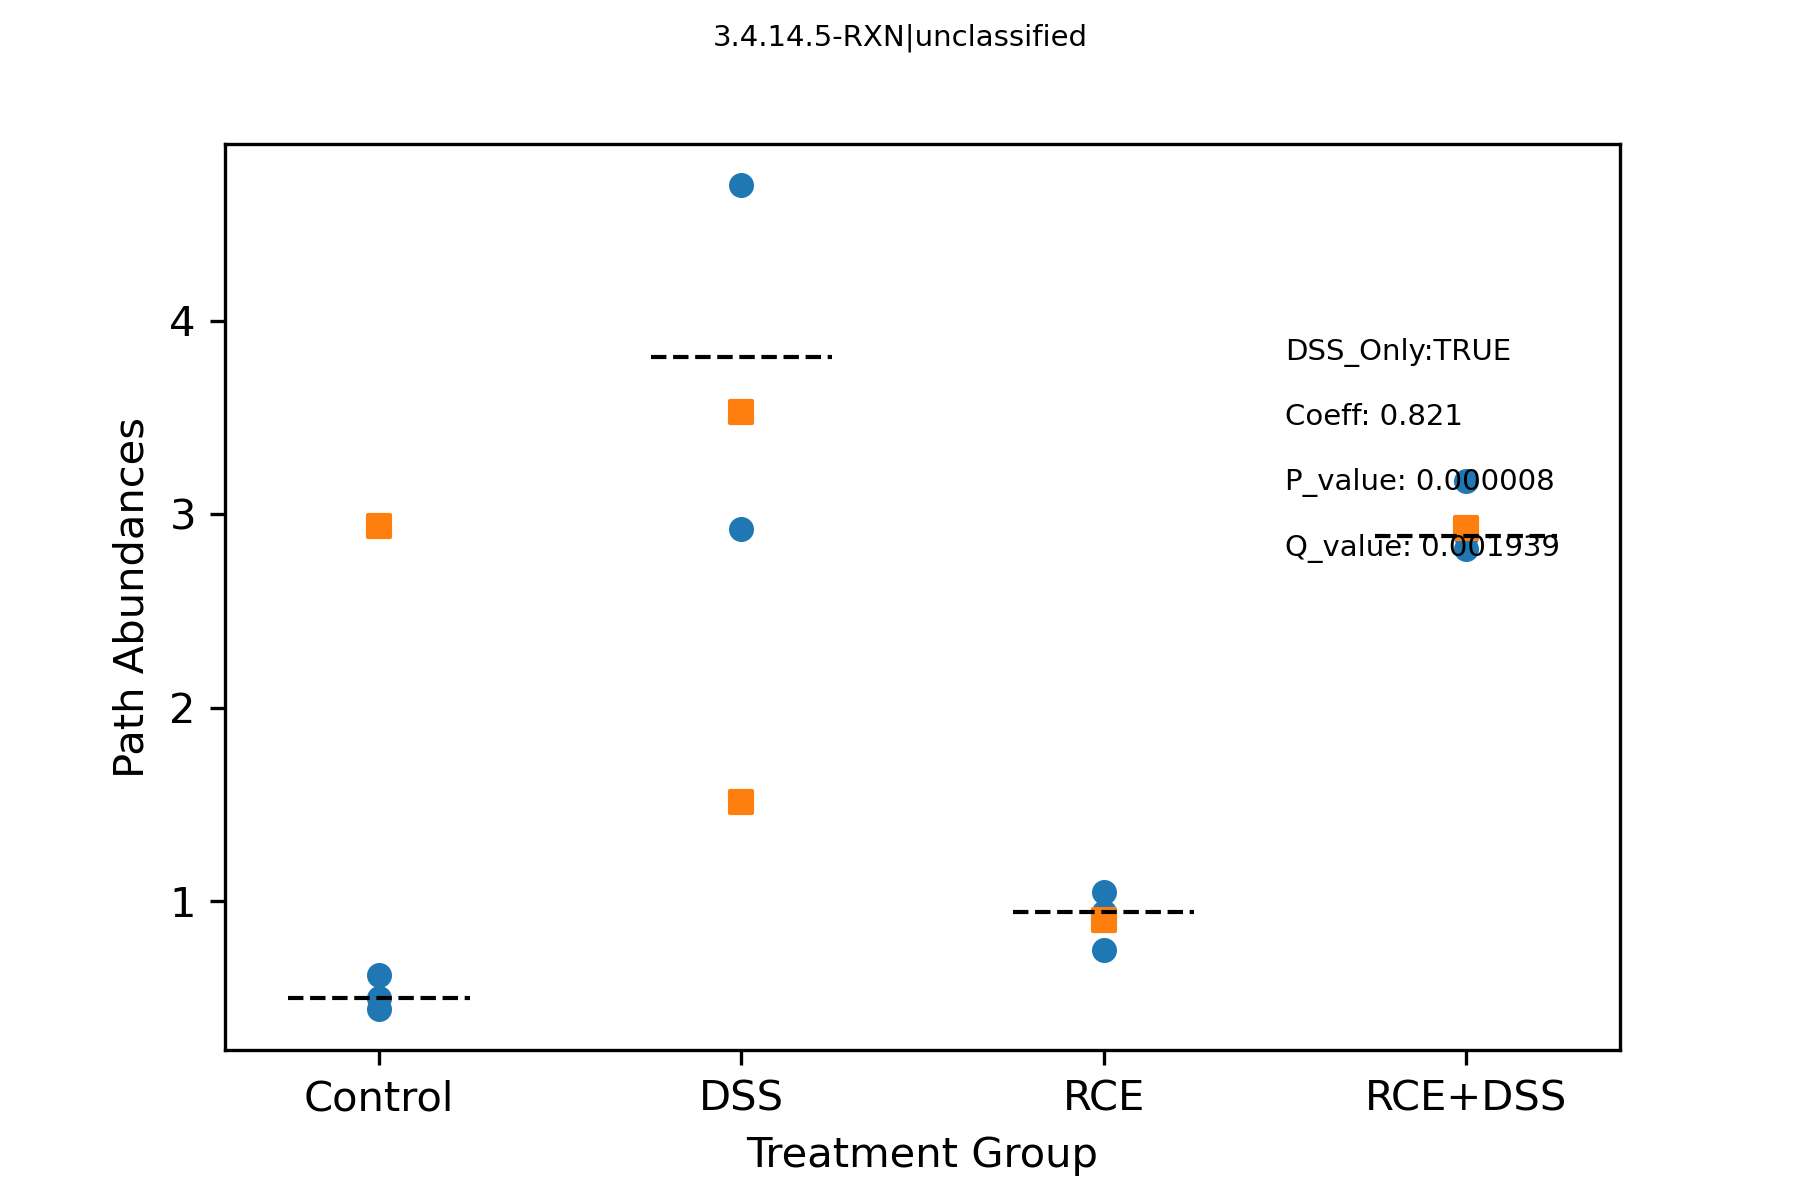 3.4.14.5-RXN|unclassified
Path Abundances
4
3
2
1
DSS_Only:TRUE
Coeff: 0.821
P_value: 0.000008
Q_value: 0.001939
Control
DSS
RCE
RCE+DSS
Treatment Group